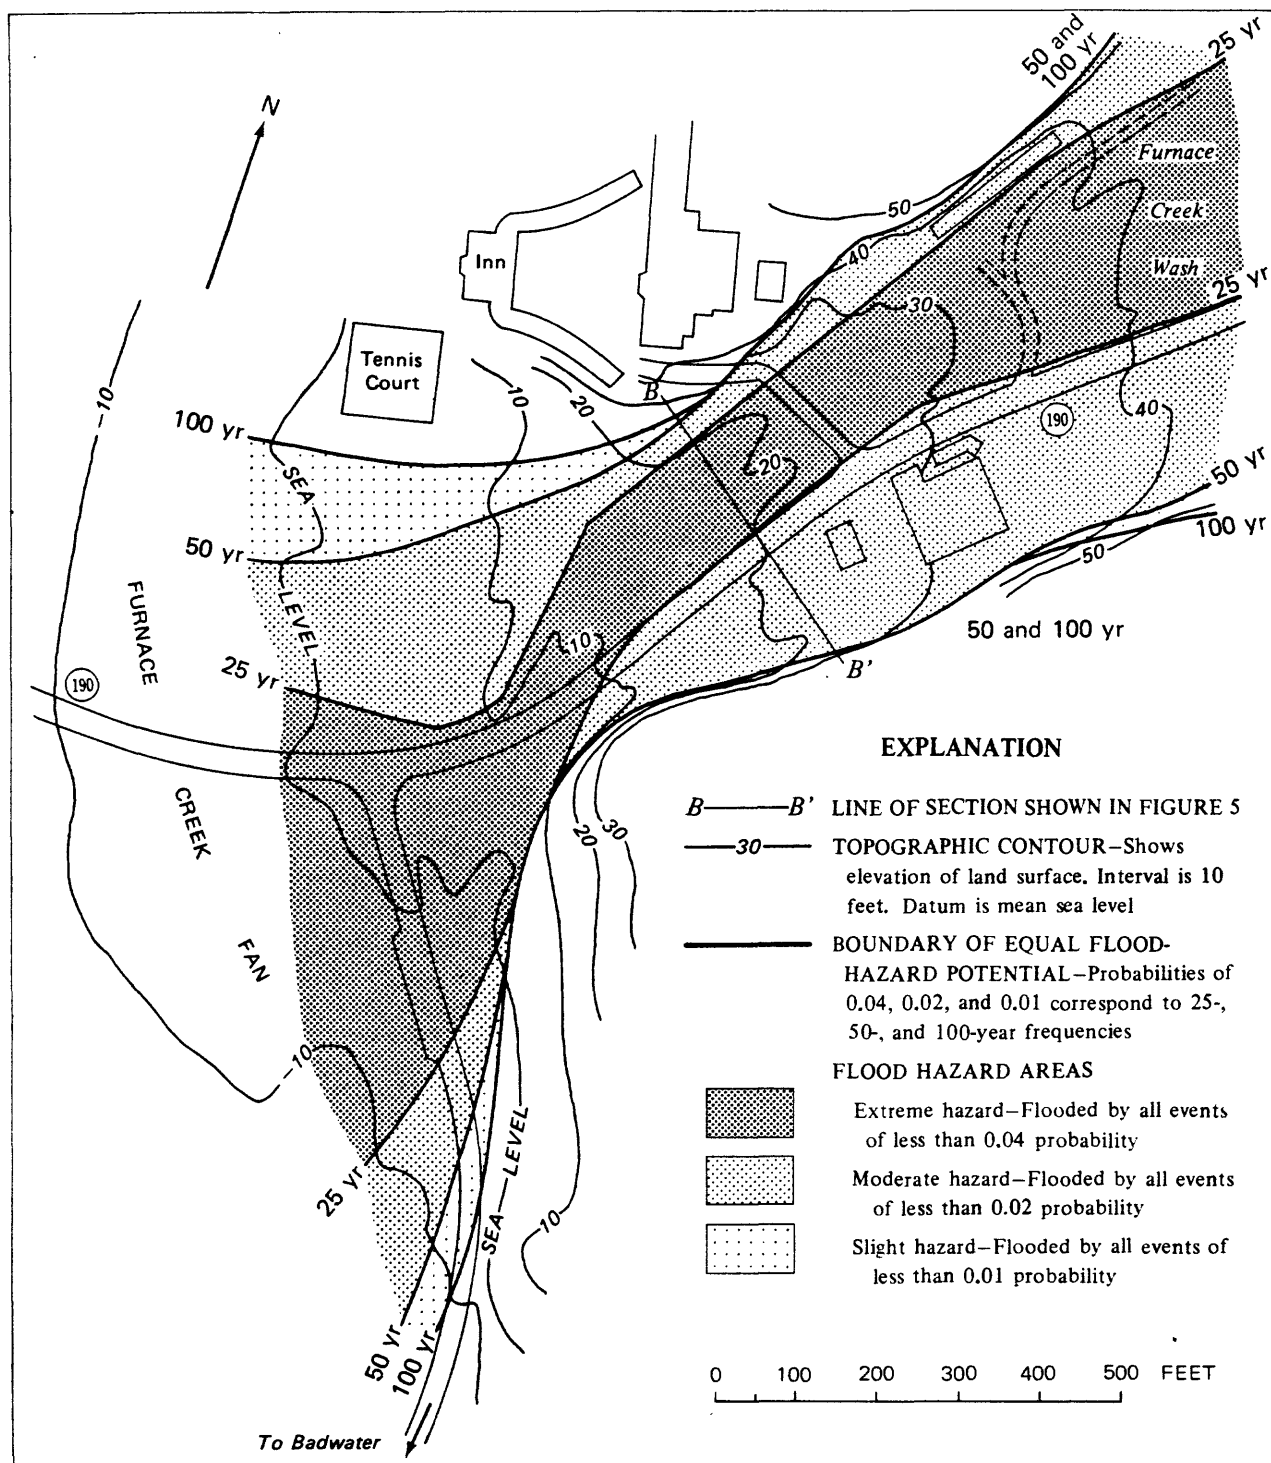 50 and
100 yr
25 yr
N
Furnace
Creek
Wash
50
40
Inn
30
25 yr
Tennis
Court
10
20
B
10
40
190
100 yr
20
SEA
50 yr
50 yr
100 yr
50
LEVEL
FURNACE
10
50 and 100 yr
25 yr
B'
190
EXPLANATION
B B' LINE OF SECTION SHOWN IN FIGURE 5
CREEK
20
30
30 TOPOGRAPHIC CONTOUR—Shows
elevation of land surface. Interval is 10
feet. Datum is mean sea level
FAN
BOUNDARY OF EQUAL FLOOD-
HAZARD POTENTIAL—Probabilities of
0.04, 0.02, and 0.01 correspond to 25-,
50-, and 100-year frequencies
10
FLOOD HAZARD AREAS
Extreme hazard—Flooded by all events
of less than 0.04 probability
SEA LEVEL
25 yr
Moderate hazard—Flooded by all events
of less than 0.02 probability
10
Slight hazard—Flooded by all events of
less than 0.01 probability
50 yr
100 yr
0 100 200 300 400 500 FEET
To Badwater